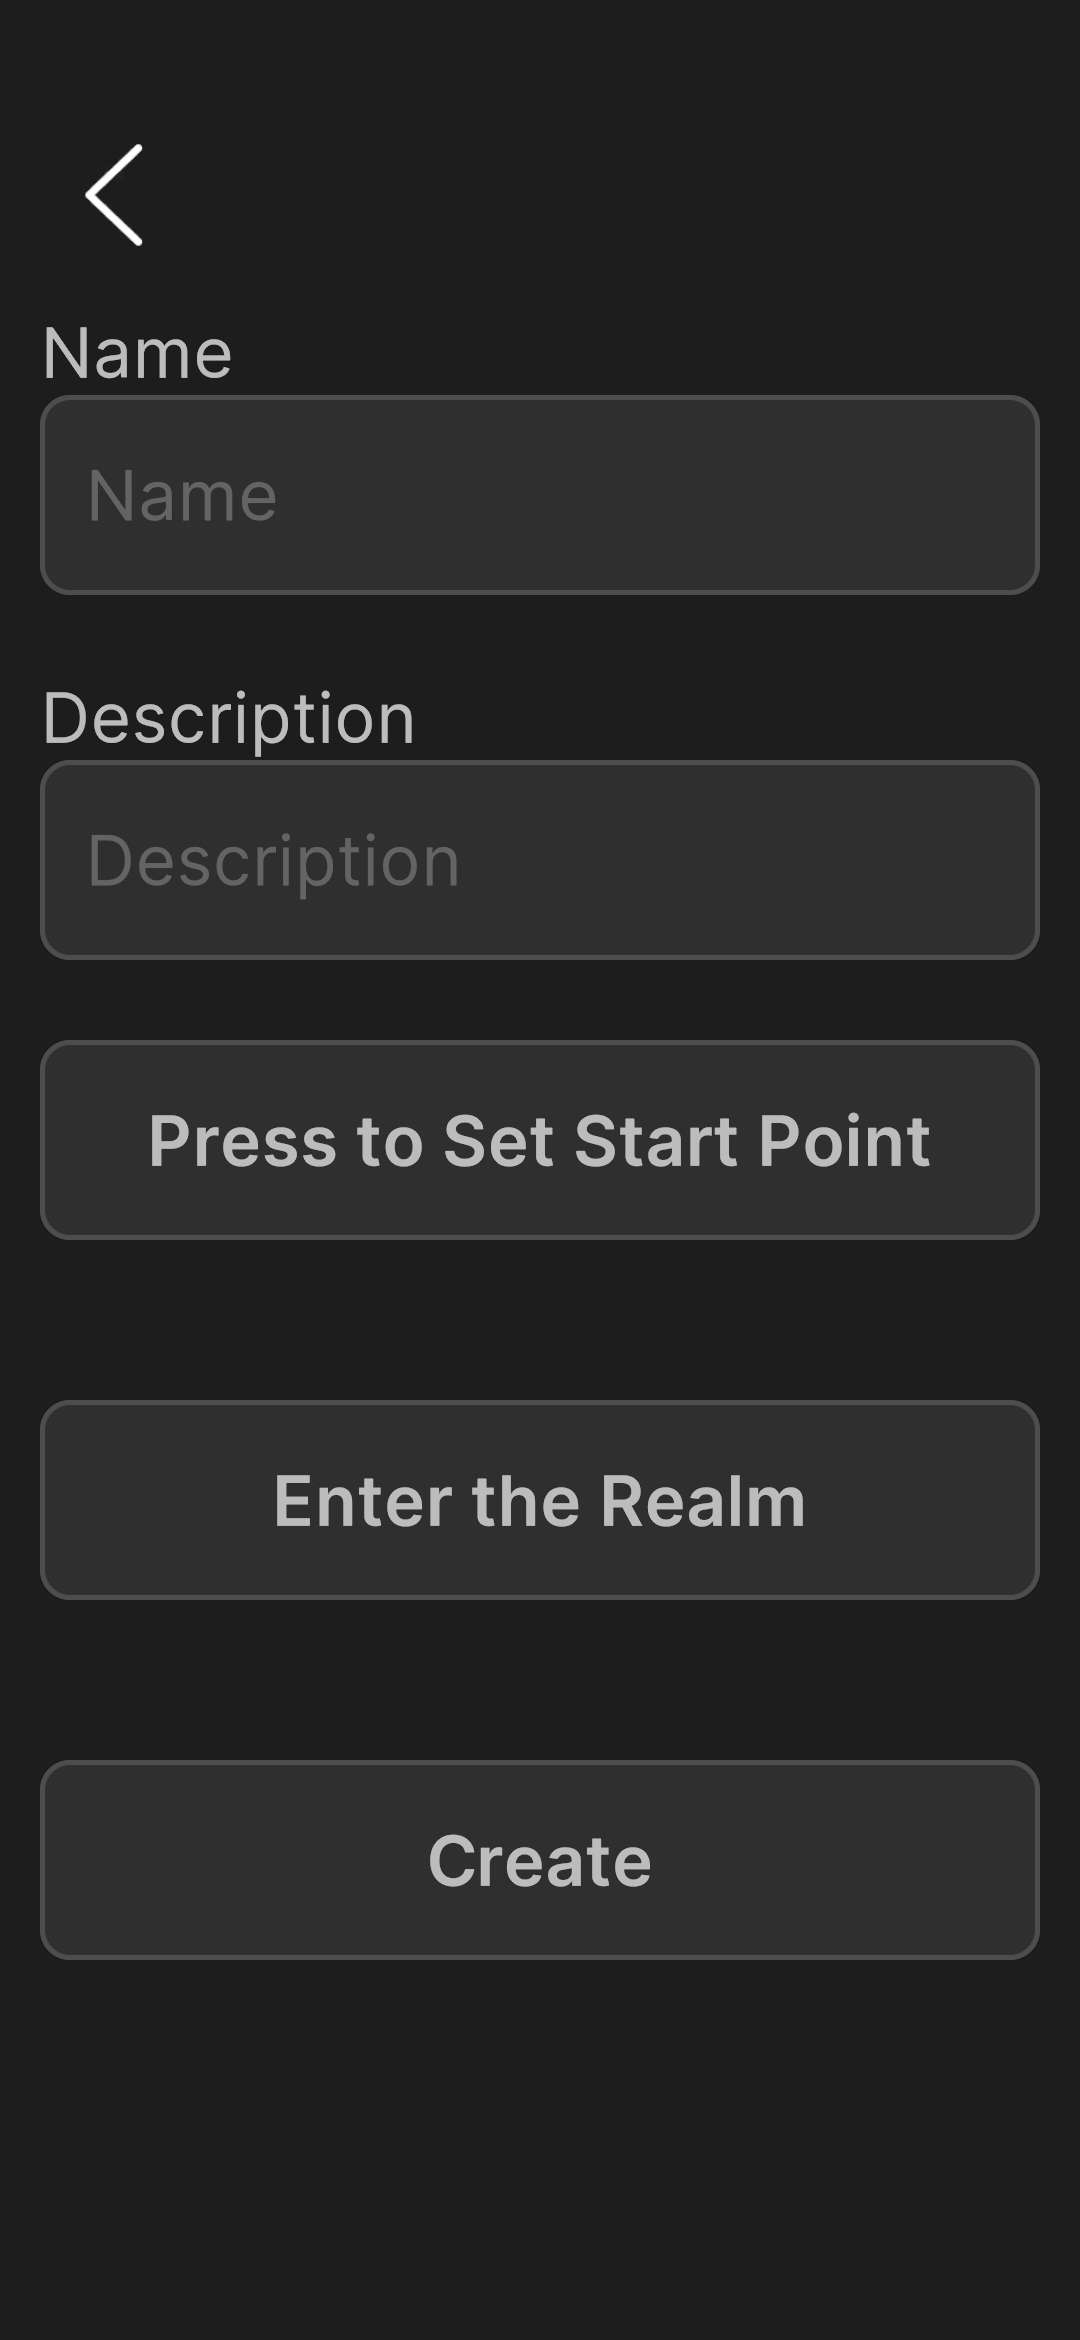 Name
Name
Description
Description
Press to Set Start Point
Enter the Realm
Create